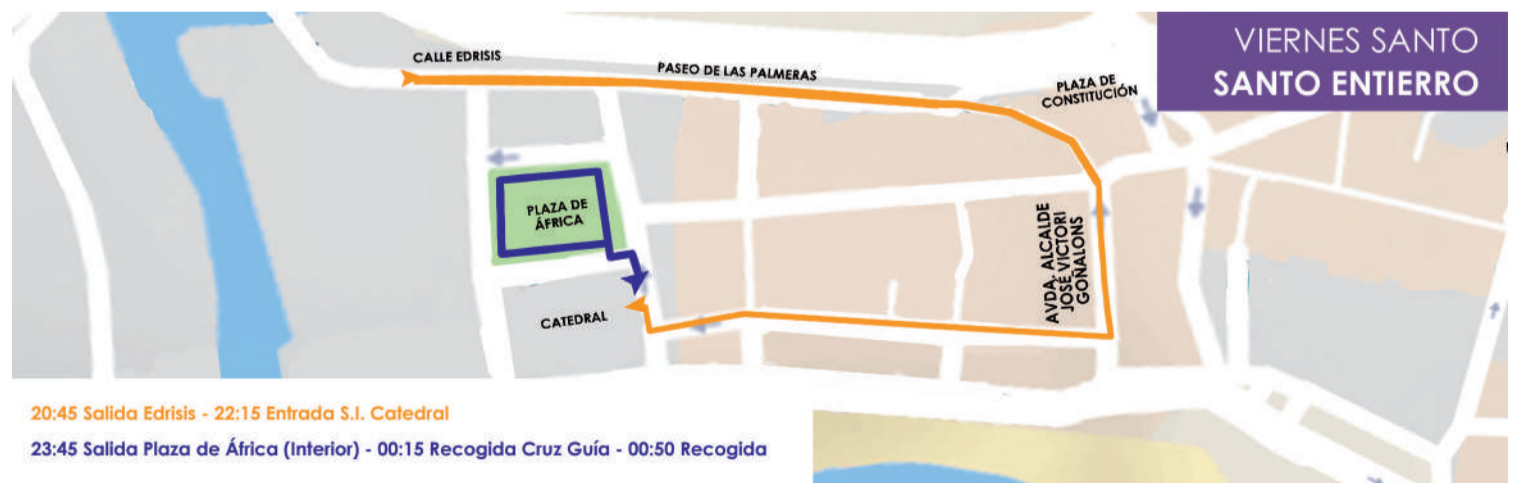 VIERNES SANTO
SANTO ENTIERRO
CALLE EDRISIS
PASEO DE LAS PALMERAS
PLAZA DE
CONSTITUCIÓN
PLAZA DE
ÁFRICA
AVDA. ALCALDE
JOSÉ VICTORI
GOÑALONS
CATEDRAL
20:45 Salida Edrisis - 22:15 Entrada S.I. Catedral
23:45 Salida Plaza de África (Interior) - 00:15 Recogida Cruz Guía - 00:50 Recogida